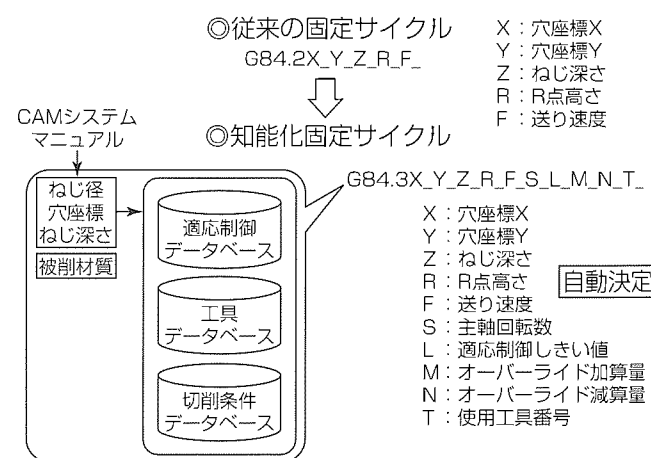 ◎従来の固定サイクル
G84.2X_Y_Z_R_F_
X：穴座標X
Y：穴座標Y
Z：ねじ深さ
R：R点高さ
F：送り速度
CAMシステム
マニュアル
◎知能化固定サイクル
ねじ径
穴座標
ねじ深さ
被削材質
適応制御
データベース
工具
データベース
切削条件
データベース
G84.3X_Y_Z_R_F_S_L_M_N_T_
X：穴座標X
Y：穴座標Y
Z：ねじ深さ
R：R点高さ
F：送り速度
S：主軸回転数
L：適応制御しきい値
M：オーバーライド加算量
N：オーバーライド減算量
T：使用工具番号
自動決定